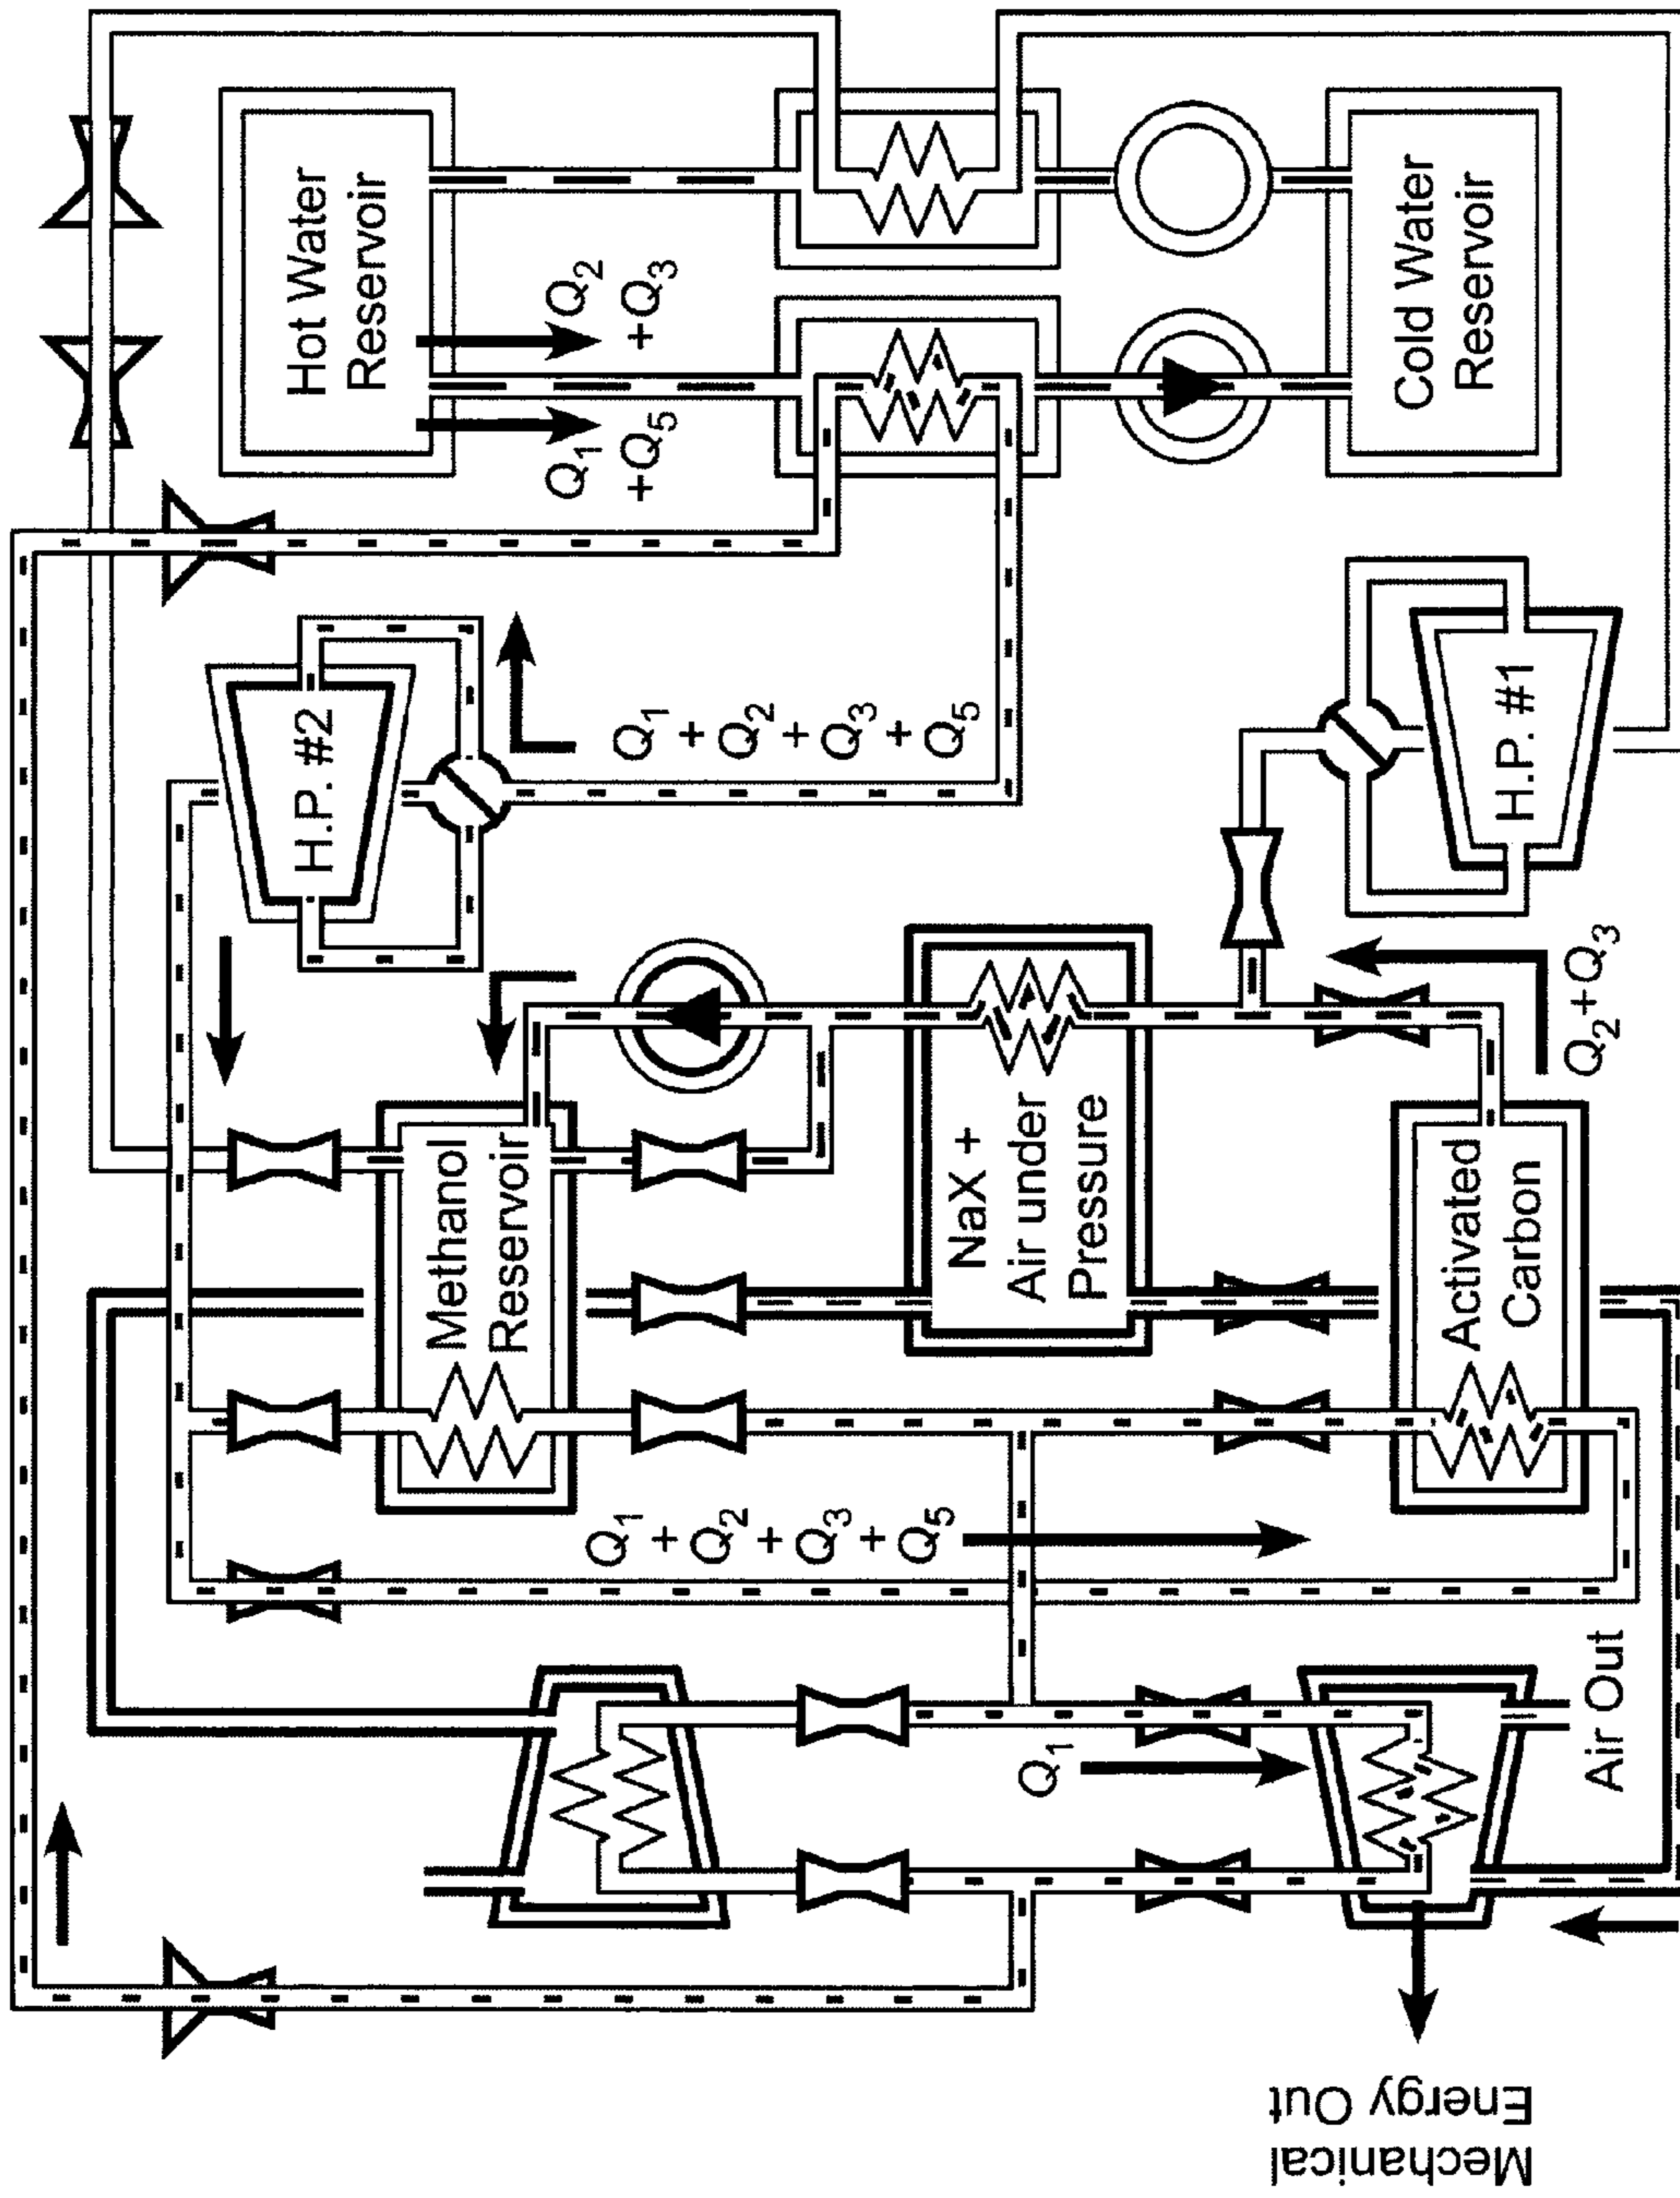 Hot Water
Reservoir
Q1
+Q5
Q2
+Q3
Cold Water
Reservoir
H.P. #2
Q1 + Q2 + Q3 + Q5
H.P. #1
Methanol
Reservoir
NaX +
Air under
Pressure
Activated
Carbon
Q2+Q3
Q1 + Q2 + Q3 + Q5
Q1
Air Out
Mechanical
Energy Out